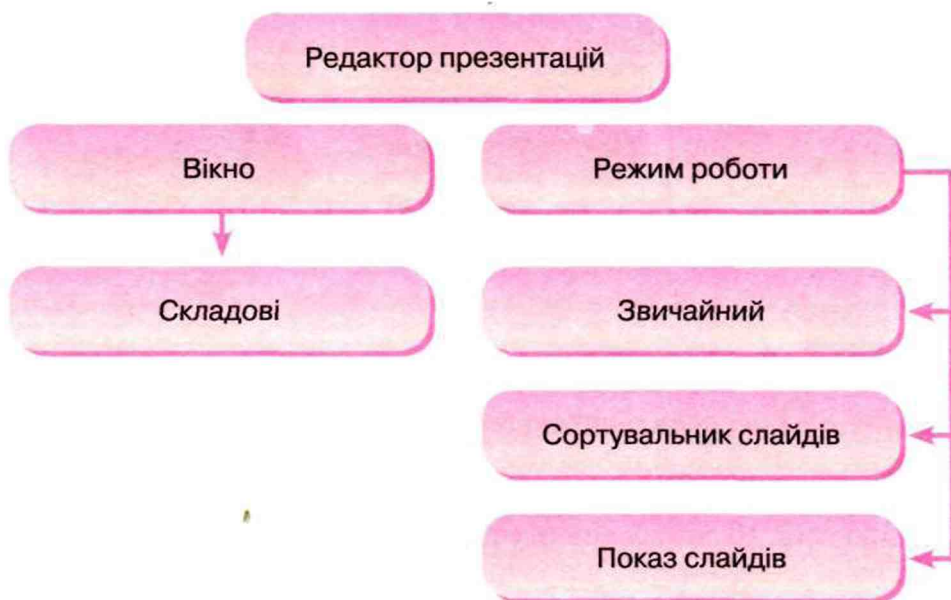 Редактор презентацій
Вікно
Режим роботи
Складові
Звичайний
Сортувальник слайдів
Показ слайдів